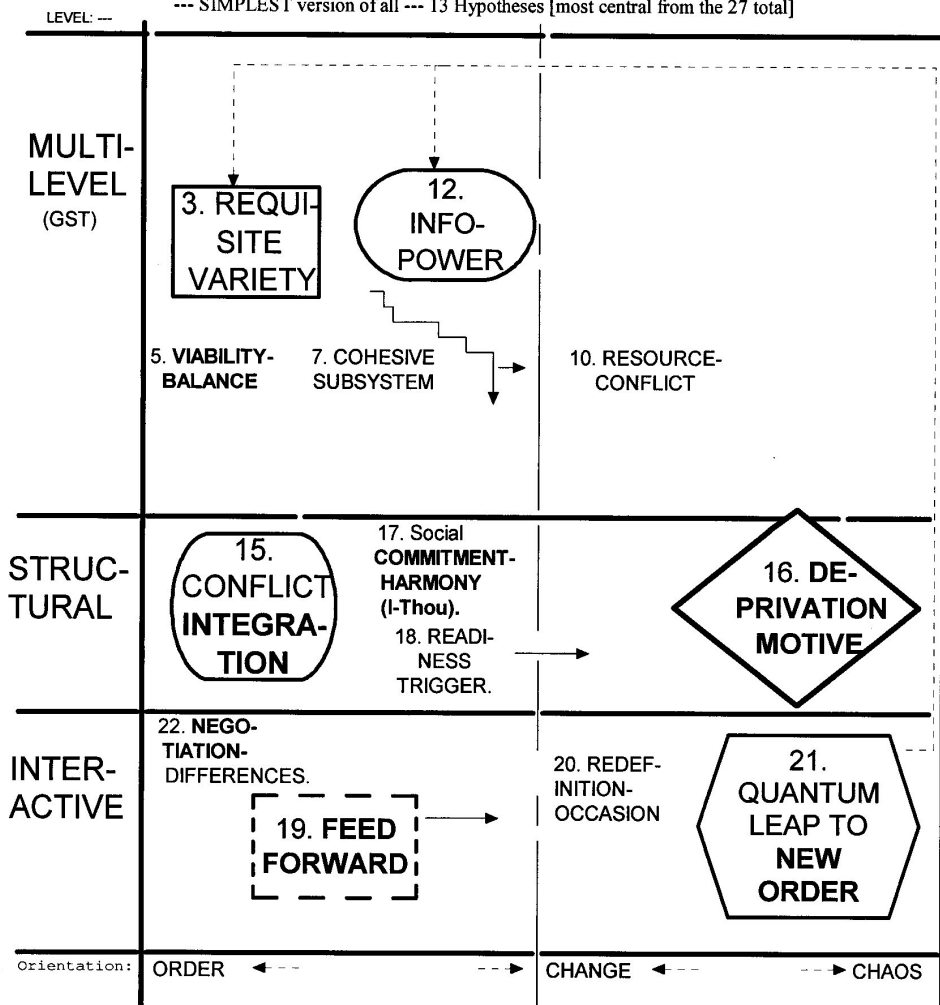 --- SIMPLEST version of all --- 13 Hypotheses [most central from the 27 total]
LEVEL: ---
MULTI-
LEVEL
(GST)
3. REQUI-
SITE
VARIETY
12.
INFO-
POWER
5. VIABILITY-
BALANCE
7. COHESIVE
SUBSYSTEM
10. RESOURCE-
CONFLICT
STRUC-
TURAL
15.
CONFLICT
INTEGRA-
TION
17. Social
COMMITMENT-
HARMONY
(I-Thou).
18. READI-
NESS
TRIGGER.
16. DE-
PRIVATION
MOTIVE
INTER-
ACTIVE
22. NEGO-
TIATION-
DIFFERENCES.
19. FEED
FORWARD
20. REDEF-
INITION-
OCCASION
21.
QUANTUM
LEAP TO
NEW
ORDER
Orientation: ORDER CHANGE CHAOS